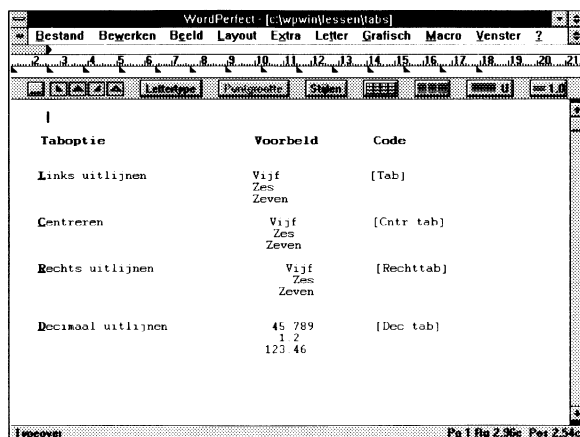 WordPerfect - [c:\wpwin\lessen\tabs]
Bestand Bewerken Beeld Layout Extra Letter Grafisch Macro Venster ?
2 3 4 5 6 7 8 9 10 11 12 13 14 15 16 17 18 19 20 21
Lettertype Puntgrootte Stijlen U 1.0
Taboptie Voorbeld Code
Links uitlijnen Vijf [Tab]
Zes
Zeven
Centreren Vijf [Cntr tab]
Zes
Zeven
Rechts uitlijnen Vijf [Rechttab]
Zes
Zeven
Decimaal uitlijnen 45.789 [Dec tab]
1.2
123.46
Typeover Pg 1 Rg 2.96c Pos 2.54c